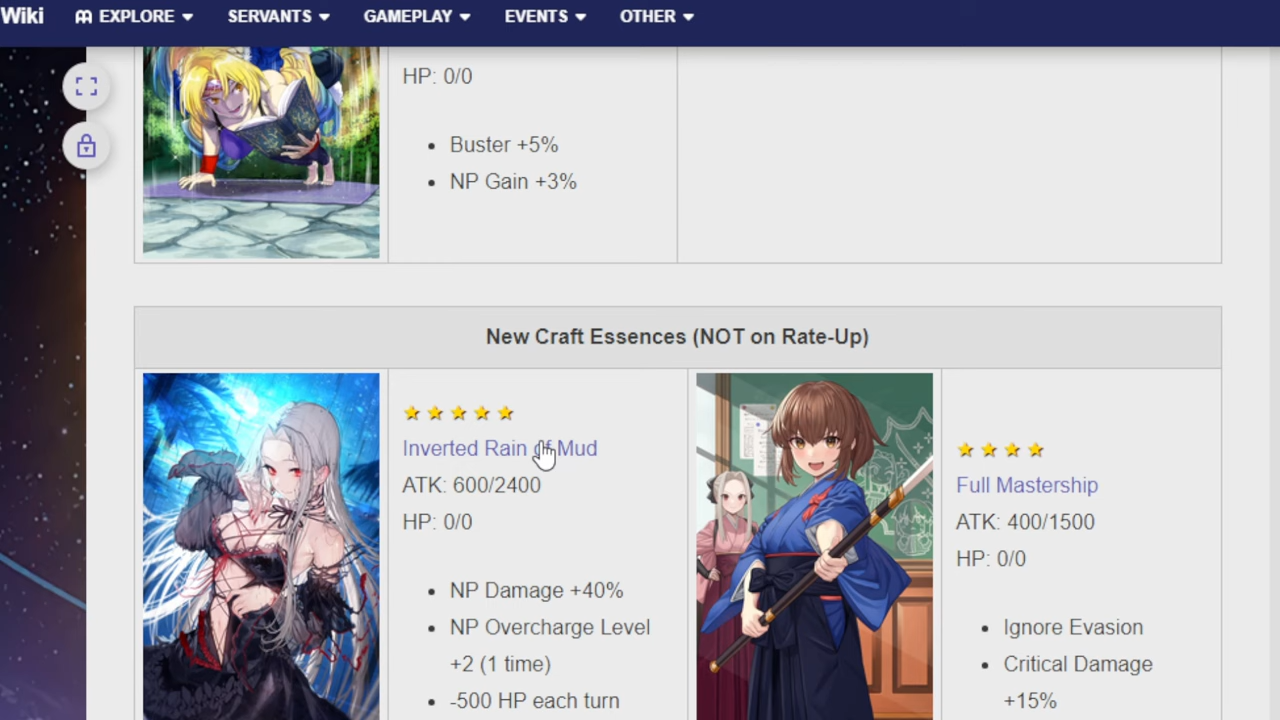 Wiki EXPLORE SERVANTS GAMEPLAY EVENTS OTHER
HP: 0/0
Buster +5%
NP Gain +3%
New Craft Essences (NOT on Rate-Up)
Inverted Rain of Mud
ATK: 600/2400
HP: 0/0
NP Damage +40%
NP Overcharge Level
+2 (1 time)
-500 HP each turn
Full Mastership
ATK: 400/1500
HP: 0/0
Ignore Evasion
Critical Damage
+15%